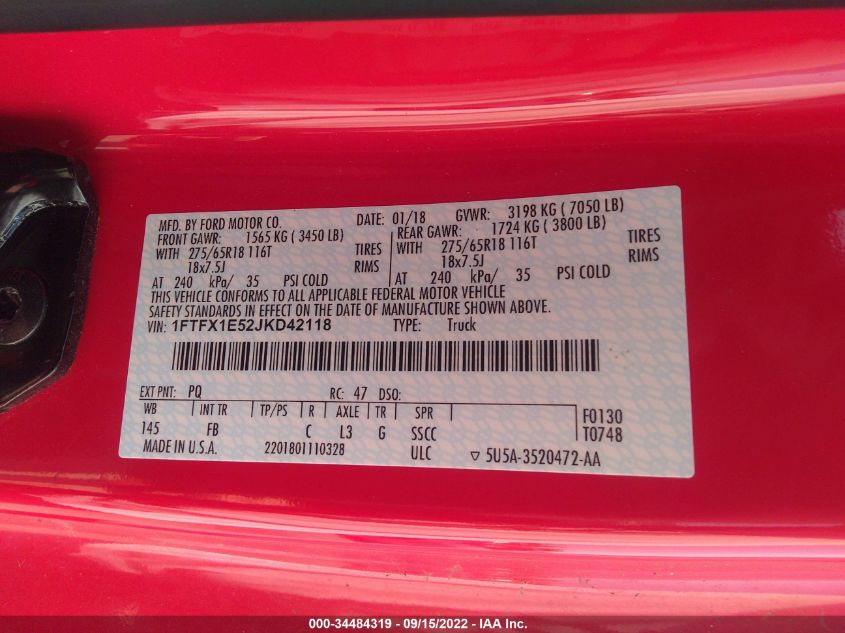 MFD. BY FORD MOTOR CO. DATE: 01/18 GVWR: 3198 KG ( 7050 LB)
FRONT GAWR: 1565 KG ( 3450 LB) REAR GAWR: 1724 KG ( 3800 LB)
WITH 275/65R18 116T TIRES WITH 275/65R18 116T TIRES
18x7.5J RIMS 18x7.5J RIMS
AT 240 kPa/ 35 PSI COLD AT 240 kPa/ 35 PSI COLD
THIS VEHICLE CONFORMS TO ALL APPLICABLE FEDERAL MOTOR VEHICLE
SAFETY STANDARDS IN EFFECT ON THE DATE OF MANUFACTURE SHOWN ABOVE.
VIN: 1FTFX1E52JKD42118 TYPE: Truck
EXT PNT: PQ RC: 47 DSO:
WB INT TR TP/PS R AXLE TR SPR F0130
145 FB C L3 G SSCC T0748
MADE IN U.S.A. 2201801110328 ULC ▽ 5U5A-3520472-AA
000-34484319 - 09/15/2022 - IAA Inc.